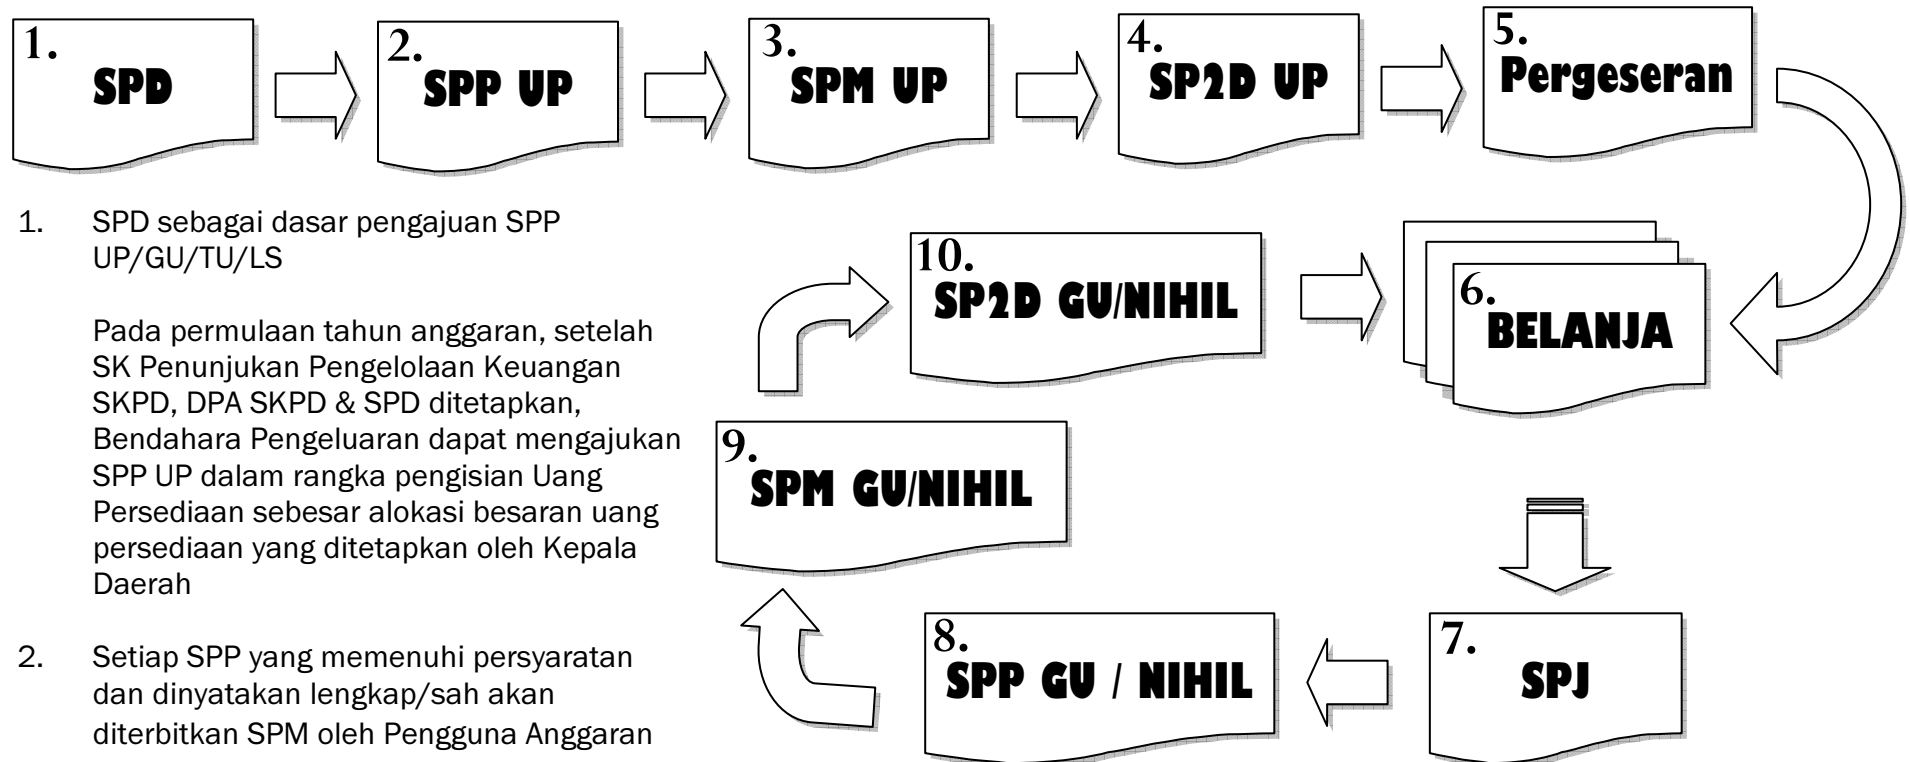 1.
SPD
2.
SPP UP
3.
SPM UP
4.
SP2D UP
5.
Pergeseran
1. SPD sebagai dasar pengajuan SPP
UP/GU/TU/LS
Pada permulaan tahun anggaran, setelah
SK Penunjukan Pengelolaan Keuangan
SKPD, DPA SKPD & SPD ditetapkan,
Bendahara Pengeluaran dapat mengajukan
SPP UP dalam rangka pengisian Uang
Persediaan sebesar alokasi besaran uang
persediaan yang ditetapkan oleh Kepala
Daerah
2. Setiap SPP yang memenuhi persyaratan
dan dinyatakan lengkap/sah akan
diterbitkan SPM oleh Pengguna Anggaran
6.
BELANJA
7.
SPJ
8.
SPP GU / NIHIL
9.
SPM GU/NIHIL
10.
SP2D GU/NIHIL